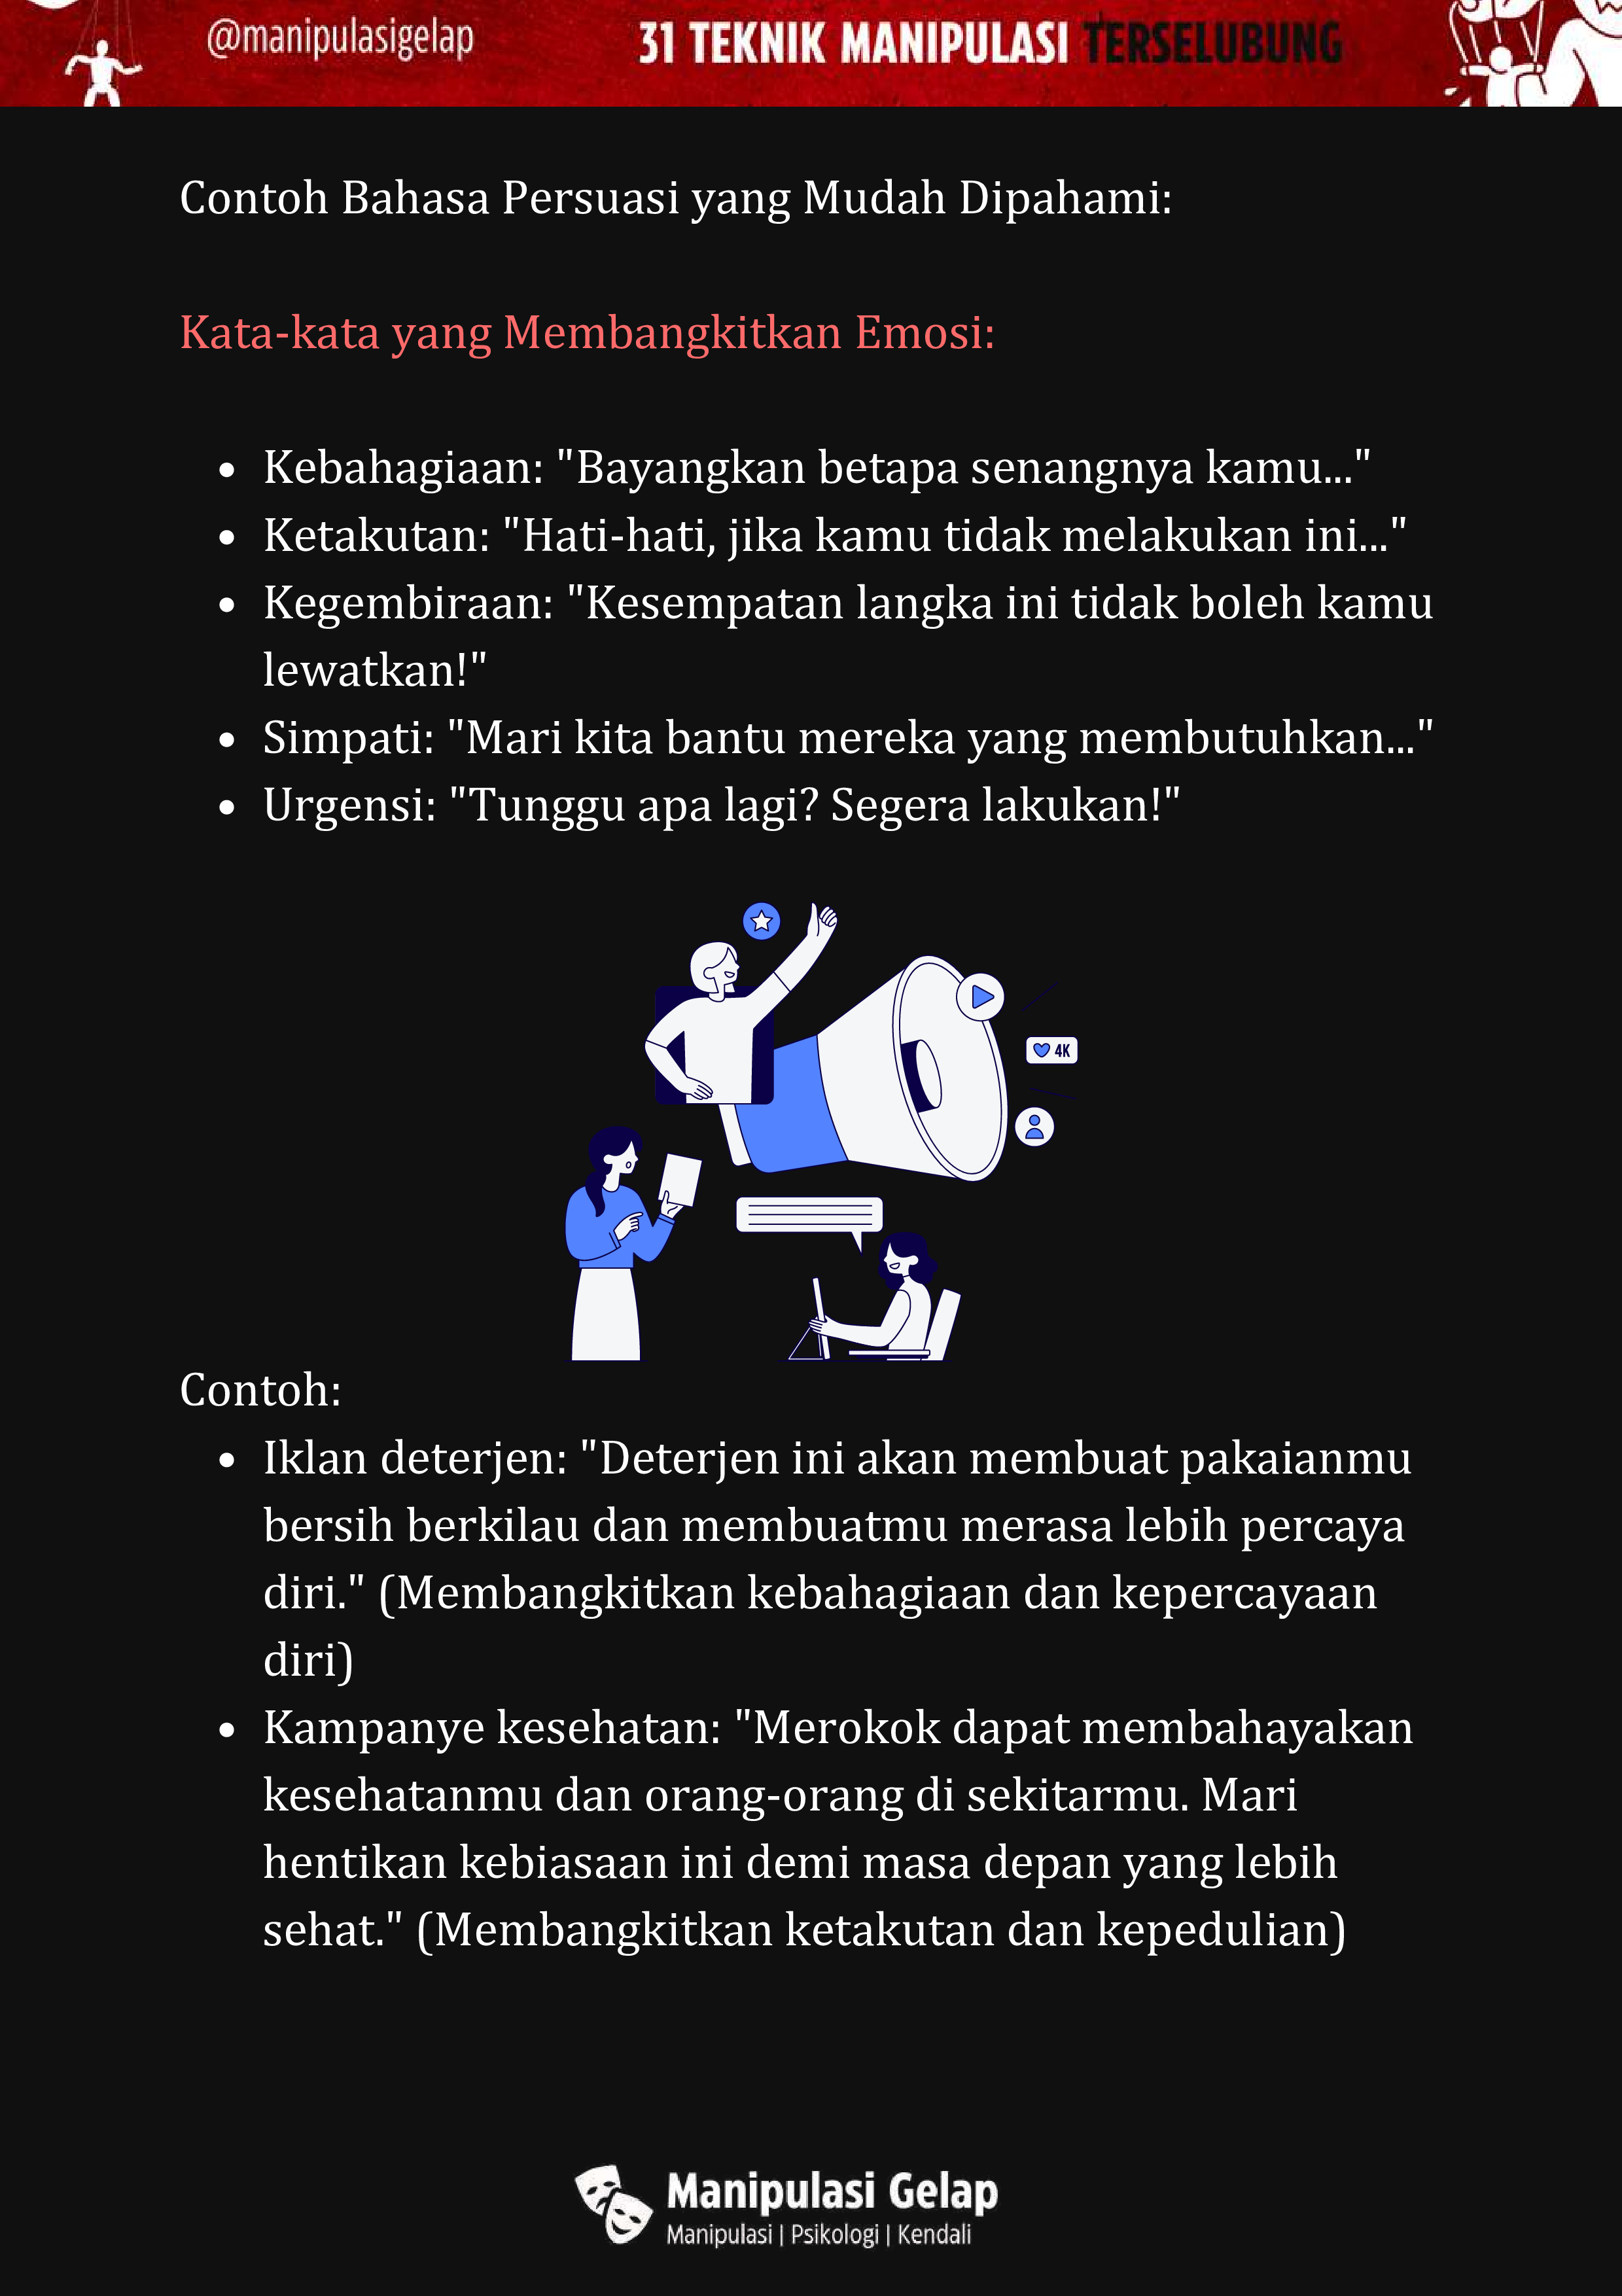 @manipulasigelap
31 TEKNIK MANIPULASI TERSELUBUNG
Contoh Bahasa Persuasi yang Mudah Dipahami:
Kata-kata yang Membangkitkan Emosi:
• Kebahagiaan: "Bayangkan betapa senangnya kamu..."
• Ketakutan: "Hati-hati, jika kamu tidak melakukan ini..."
• Kegembiraan: "Kesempatan langka ini tidak boleh kamu
lewatkan!"
• Simpati: "Mari kita bantu mereka yang membutuhkan..."
• Urgensi: "Tunggu apa lagi? Segera lakukan!"
4K
Contoh:
• Iklan deterjen: "Deterjen ini akan membuat pakaianmu
bersih berkilau dan membuatmu merasa lebih percaya
diri." (Membangkitkan kebahagiaan dan kepercayaan
diri)
• Kampanye kesehatan: "Merokok dapat membahayakan
kesehatanmu dan orang-orang di sekitarmu. Mari
hentikan kebiasaan ini demi masa depan yang lebih
sehat." (Membangkitkan ketakutan dan kepedulian)
Manipulasi Gelap
Manipulasi | Psikologi | Kendali